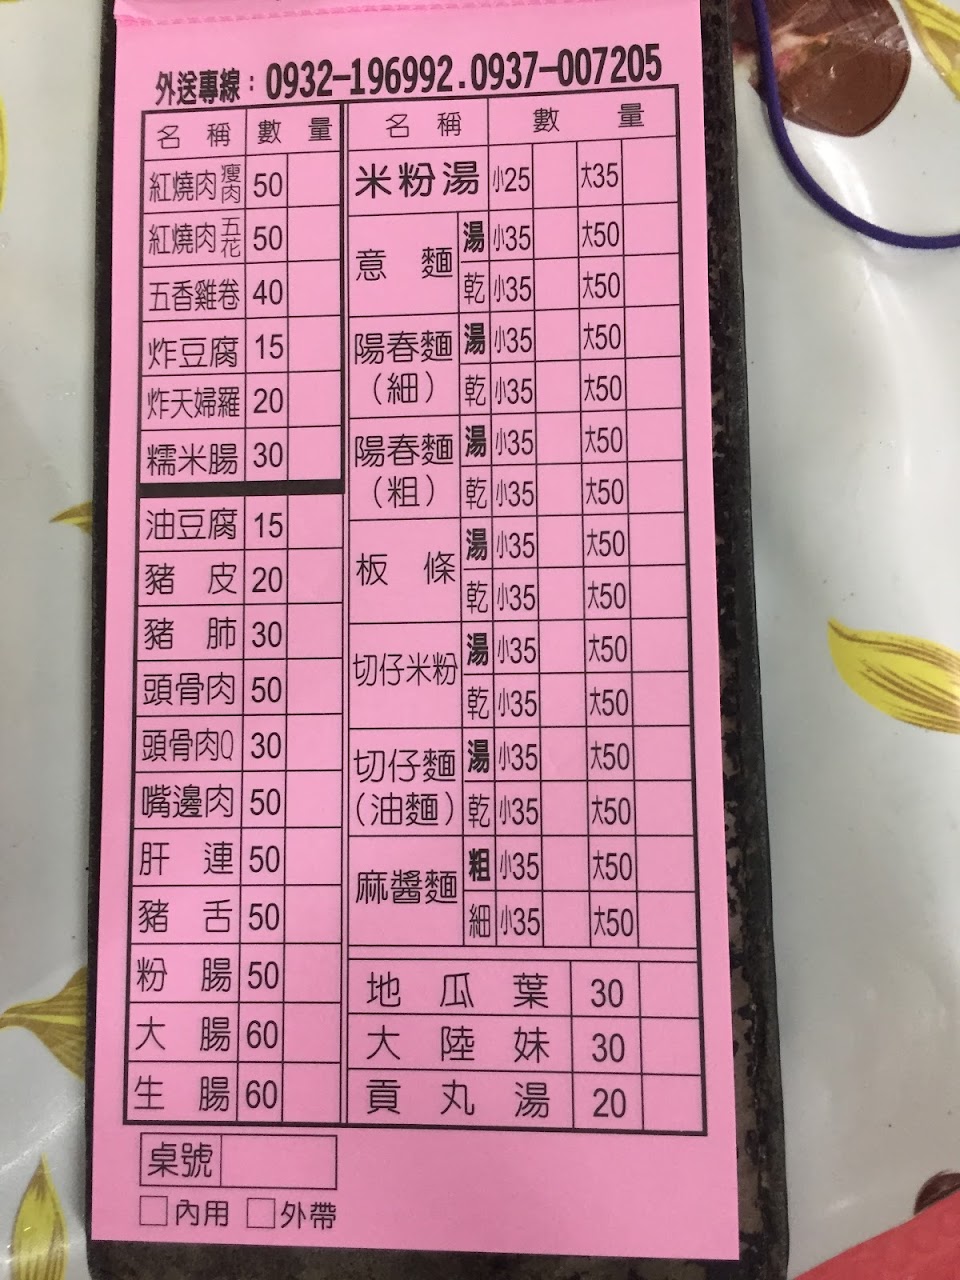 外送專線：0932-196992.0937-007205
名稱 數量
紅燒肉瘦肉 50
紅燒肉五花 50
五香雞卷 40
炸豆腐 15
炸天婦羅 20
糯米腸 30
油豆腐 15
豬皮 20
豬肺 30
頭骨肉 50
頭骨肉Q 30
嘴邊肉 50
肝連 50
豬舌 50
粉腸 50
大腸 60
生腸 60
名稱 數量
米粉湯 小25 大35
意麵 湯 小35 大50
乾 小35 大50
陽春麵（細） 湯 小35 大50
乾 小35 大50
陽春麵（粗） 湯 小35 大50
乾 小35 大50
板條 湯 小35 大50
乾 小35 大50
切仔米粉 湯 小35 大50
乾 小35 大50
切仔麵（油麵） 湯 小35 大50
乾 小35 大50
麻醬麵 粗 小35 大50
細 小35 大50
地瓜葉 30
大陸妹 30
貢丸湯 20
桌號
□內用 □外帶